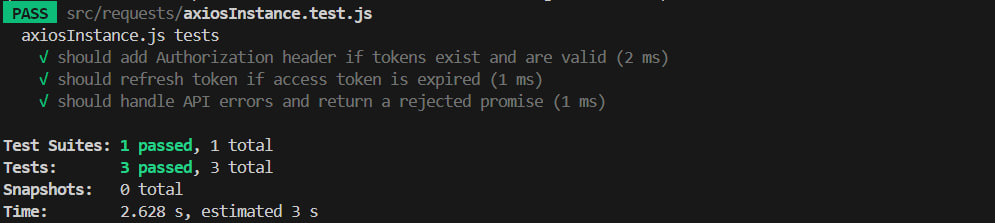 PASS src/requests/axiosInstance.test.js
axiosInstance.js tests
√ should add Authorization header if tokens exist and are valid (2 ms)
√ should refresh token if access token is expired (1 ms)
√ should handle API errors and return a rejected promise (1 ms)
Test Suites: 1 passed, 1 total
Tests: 3 passed, 3 total
Snapshots: 0 total
Time: 2.628 s, estimated 3 s